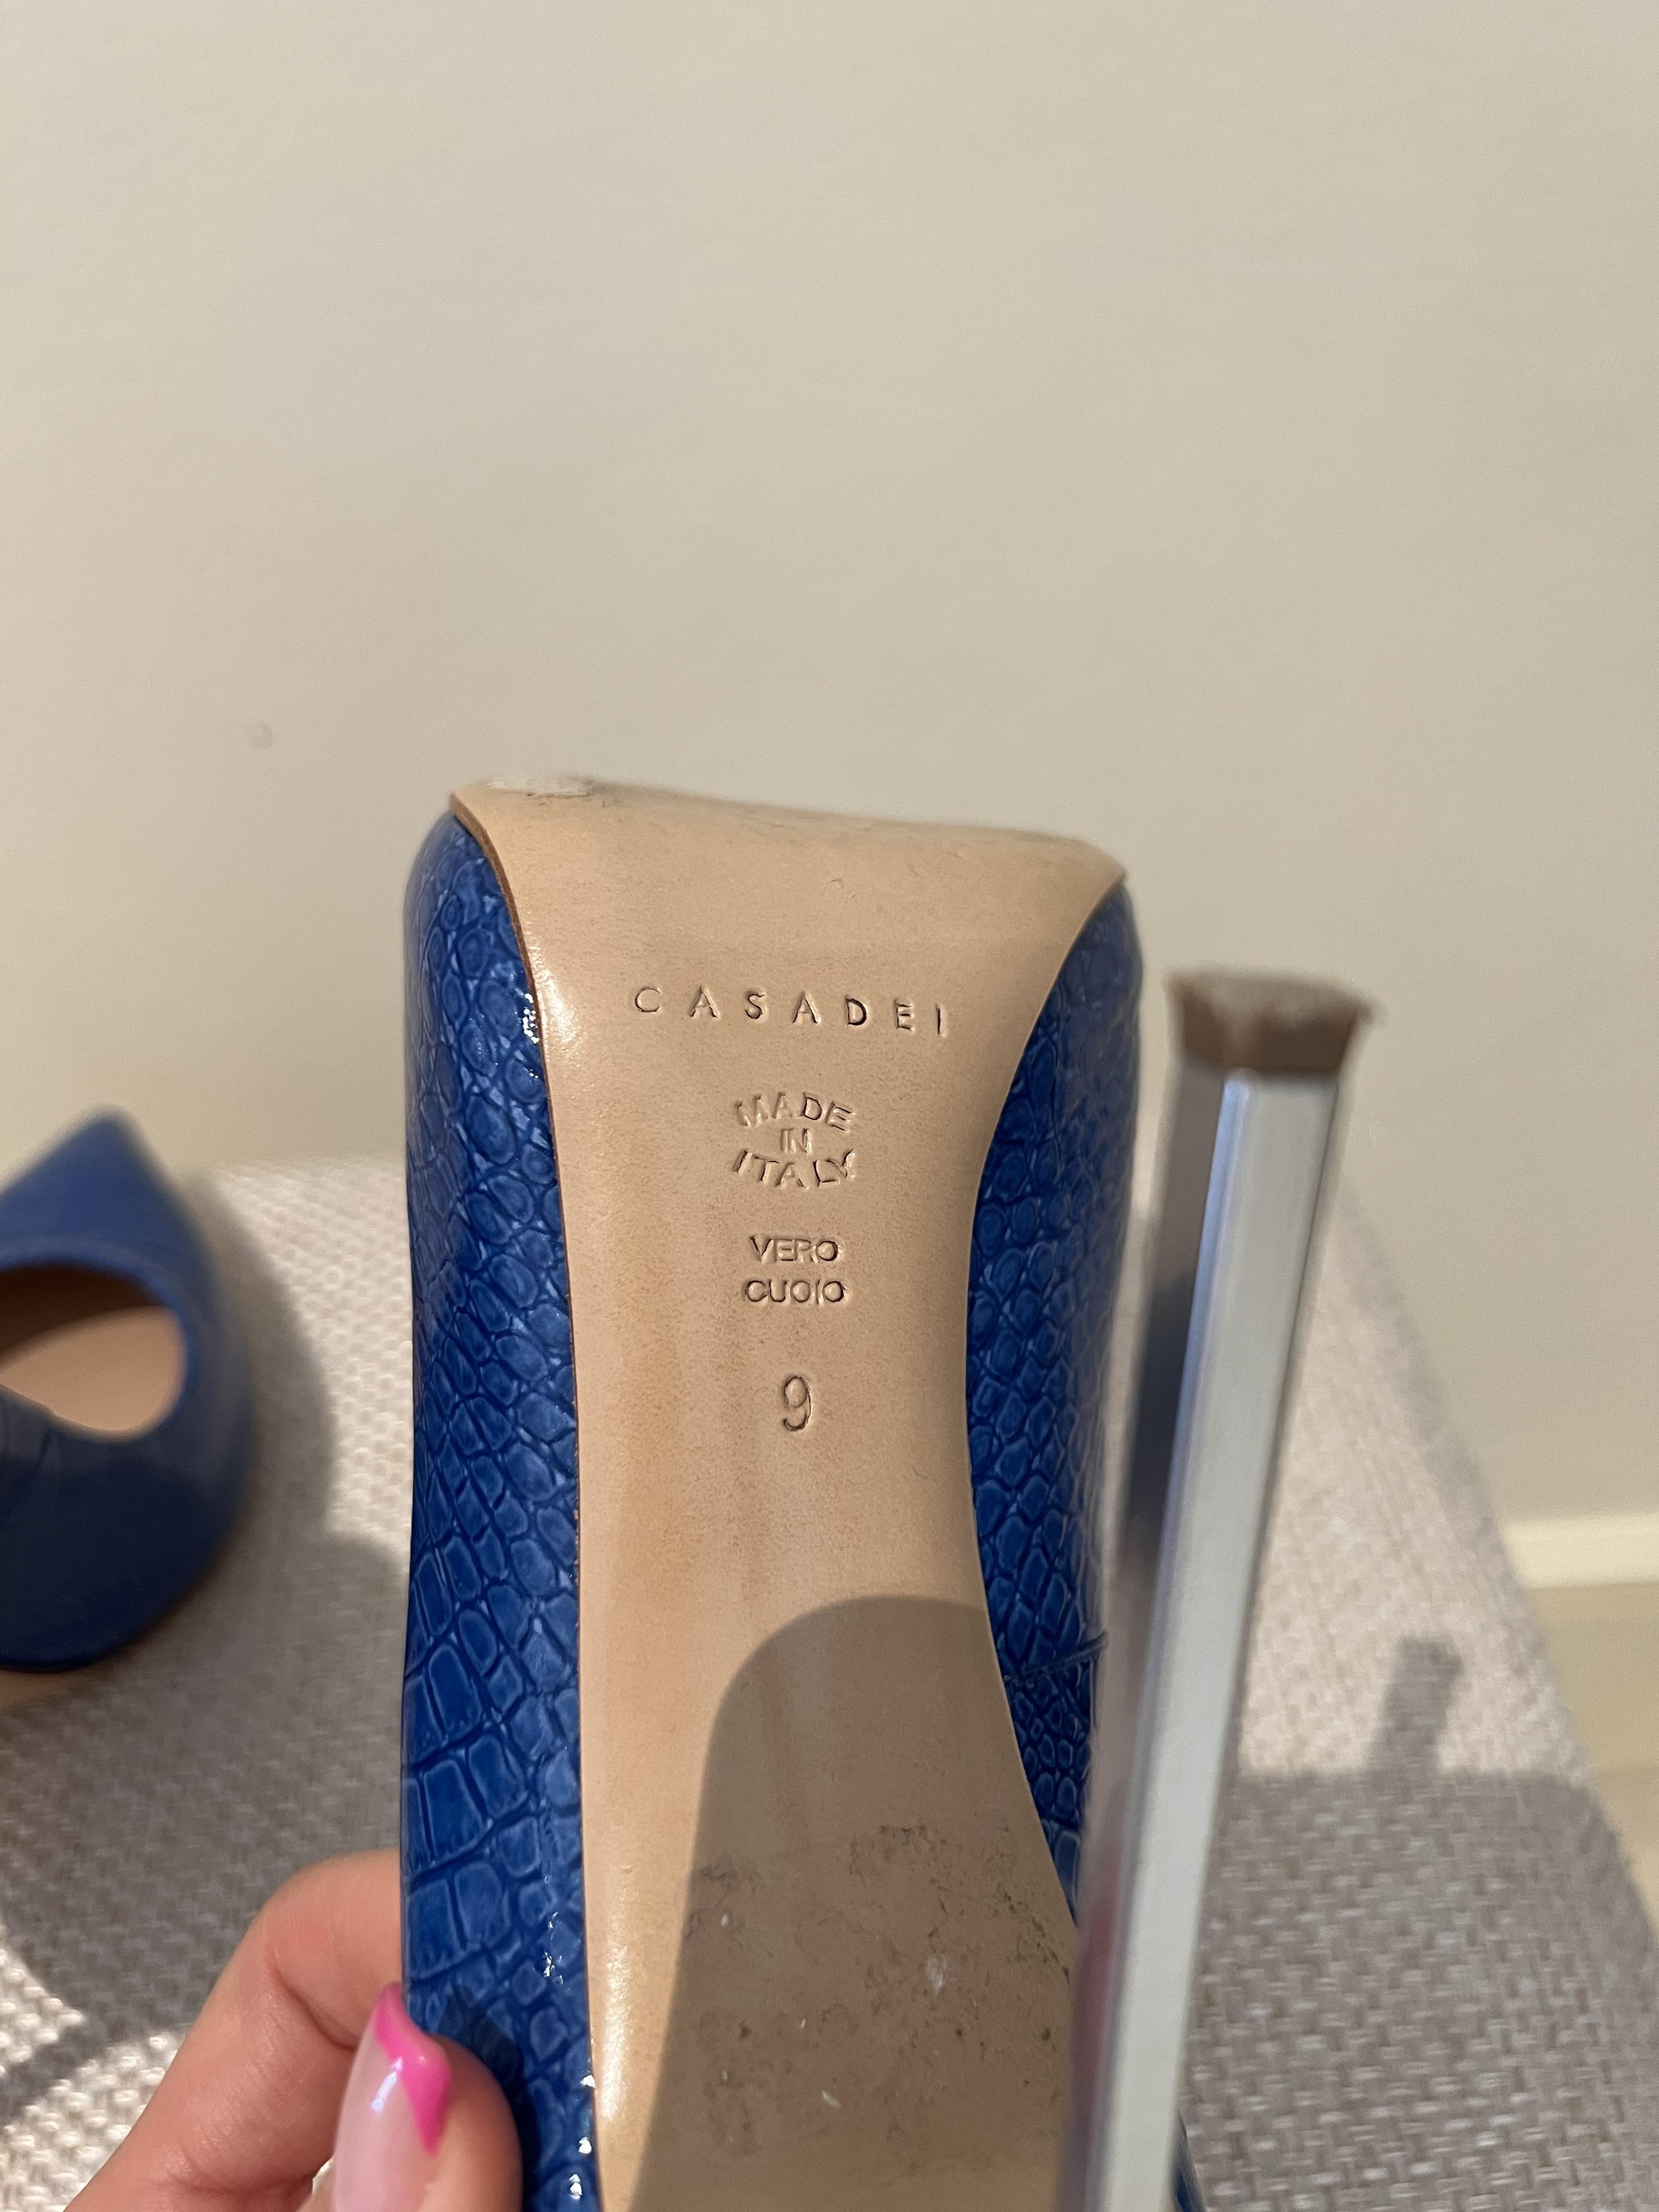 CASADEI
MADE
IN
ITALY
VERO
CUOIO
9